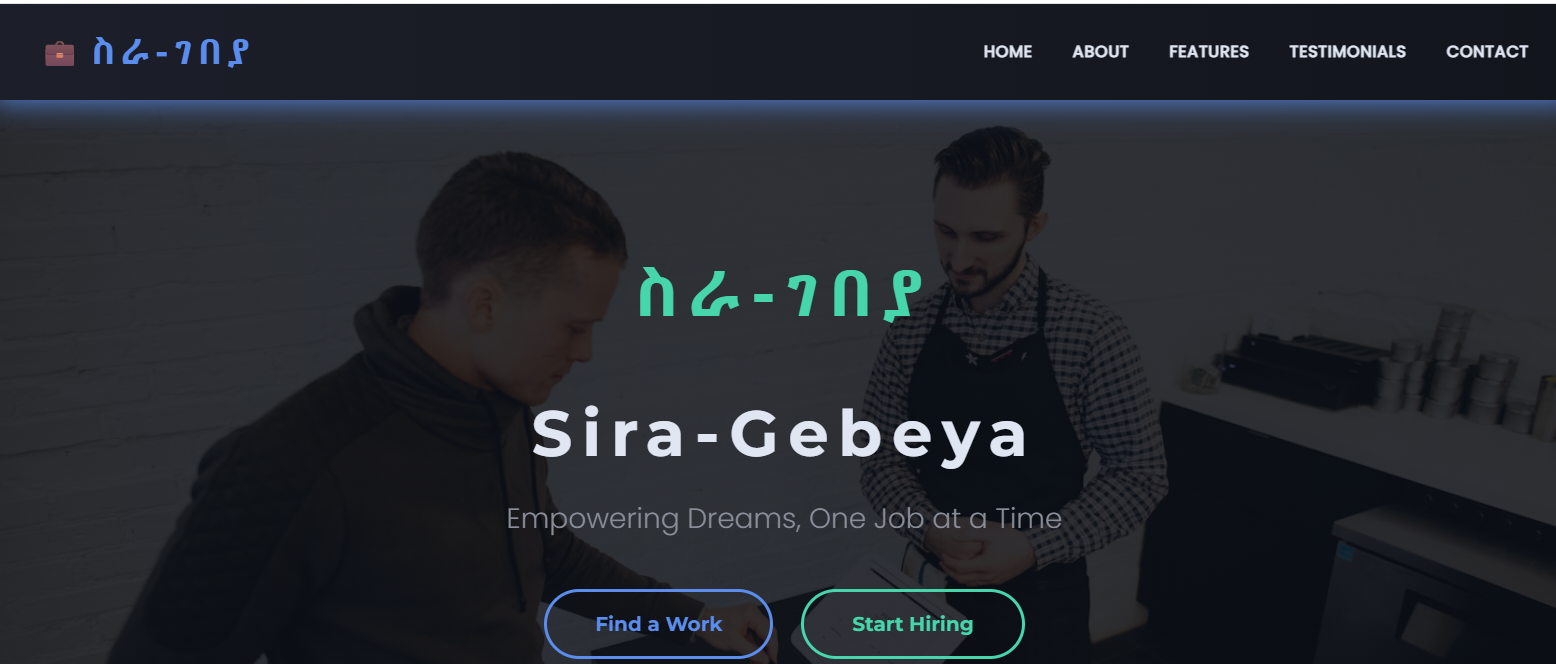 ስራ-ገበያ
HOME ABOUT FEATURES TESTIMONIALS CONTACT
ስራ-ገበያ
Sira-Gebeya
Empowering Dreams, One Job at a Time
Find a Work
Start Hiring